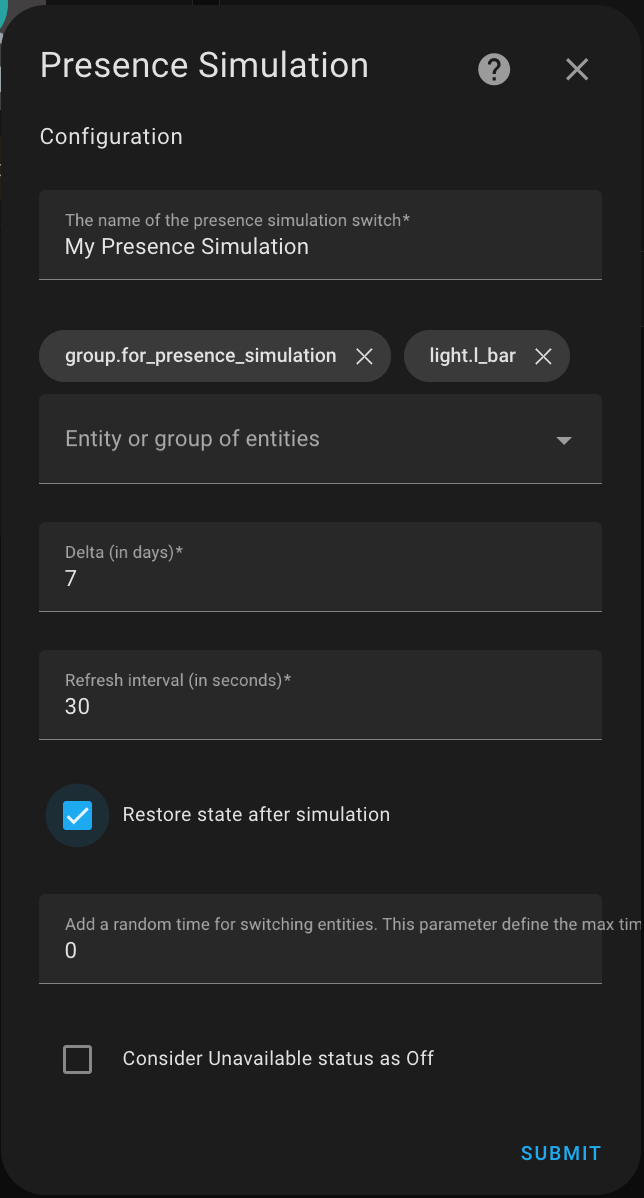 Presence Simulation
Configuration
The name of the presence simulation switch*
My Presence Simulation
group.for_presence_simulation light.l_bar
Entity or group of entities
Delta (in days)*
7
Refresh interval (in seconds)*
30
Restore state after simulation
Add a random time for switching entities. This parameter define the max
0
Consider Unavailable status as Off
SUBMIT